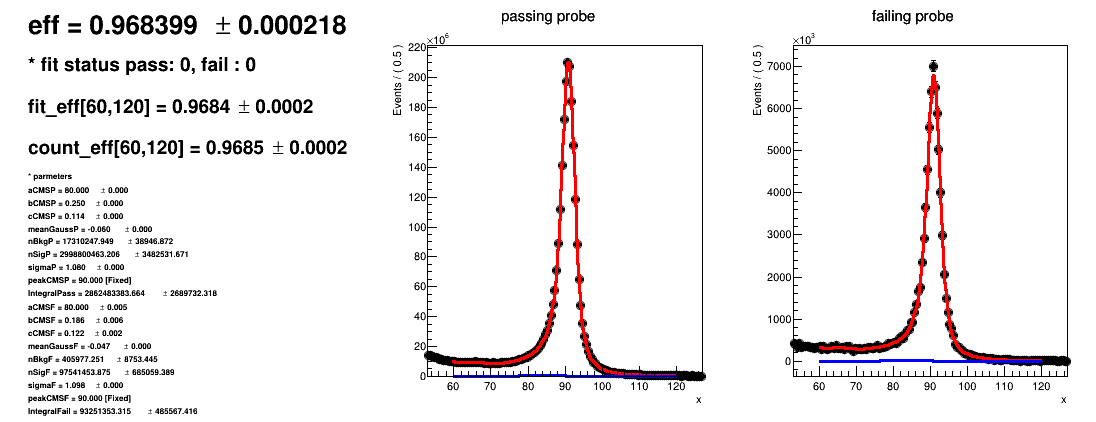 eff = 0.968399 ± 0.000218
* fit status pass: 0, fail : 0
fit_eff[60,120] = 0.9684 ± 0.0002
count_eff[60,120] = 0.9685 ± 0.0002
* parmeters
aCMSP = 80.000 ± 0.000
bCMSP = 0.250 ± 0.000
cCMSP = 0.114 ± 0.000
meanGaussP = -0.060 ± 0.000
nBkgP = 17310247.949 ± 38946.872
nSigP = 2998800463.206 ± 3482531.671
sigmaP = 1.080 ± 0.000
peakCMSP = 90.000 [Fixed]
IntegralPass = 2862483383.664 ± 2689732.318
aCMSF = 80.000 ± 0.005
bCMSF = 0.186 ± 0.006
cCMSF = 0.122 ± 0.002
meanGaussF = -0.047 ± 0.000
nBkgF = 405977.251 ± 8753.445
nSigF = 97541453.875 ± 685059.389
sigmaF = 1.098 ± 0.000
peakCMSF = 90.000 [Fixed]
IntegralFail = 93251353.315 ± 485567.416
passing probe
×10⁶
Events / ( 0.5 )
220
200
180
160
140
120
100
80
60
40
20
0
60 70 80 90 100 110 120
x
failing probe
×10³
Events / ( 0.5 )
7000
6000
5000
4000
3000
2000
1000
0
60 70 80 90 100 110 120
x